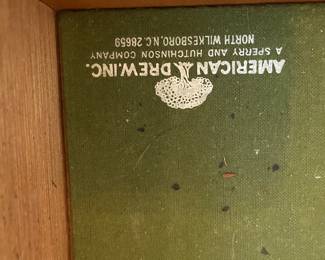 AMERICAN DREW, INC.
A SPERRY AND HUTCHINSON COMPANY
NORTH WILKESBORO, N.C. 28659